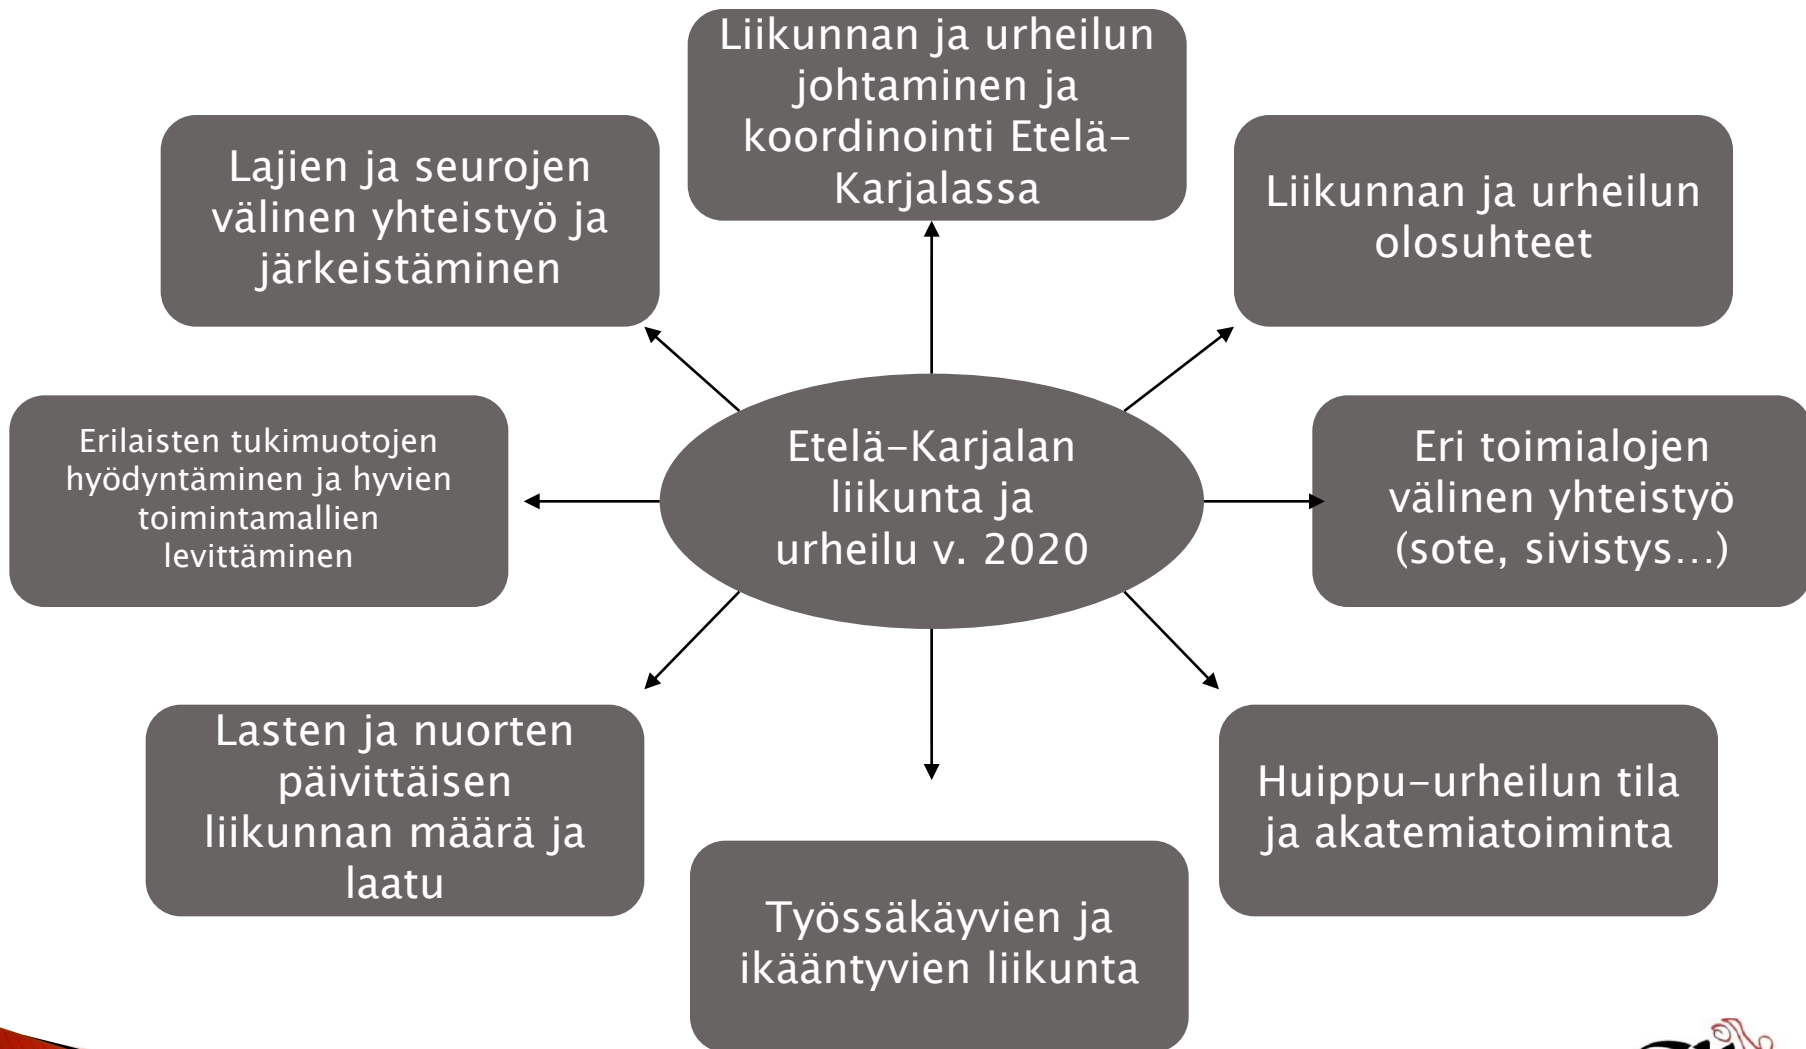 Liikunnan ja urheilun
johtaminen ja
koordinointi Etelä-
Karjalassa
Lajien ja seurojen
välinen yhteistyö ja
järkeistäminen
Liikunnan ja urheilun
olosuhteet
Erilaisten tukimuotojen
hyödyntäminen ja hyvien
toimintamallien
levittäminen
Etelä-Karjalan
liikunta ja
urheilu v. 2020
Eri toimialojen
välinen yhteistyö
(sote, sivistys…)
Lasten ja nuorten
päivittäisen
liikunnan määrä ja
laatu
Huippu-urheilun tila
ja akatemiatoiminta
Työssäkäyvien ja
ikääntyvien liikunta